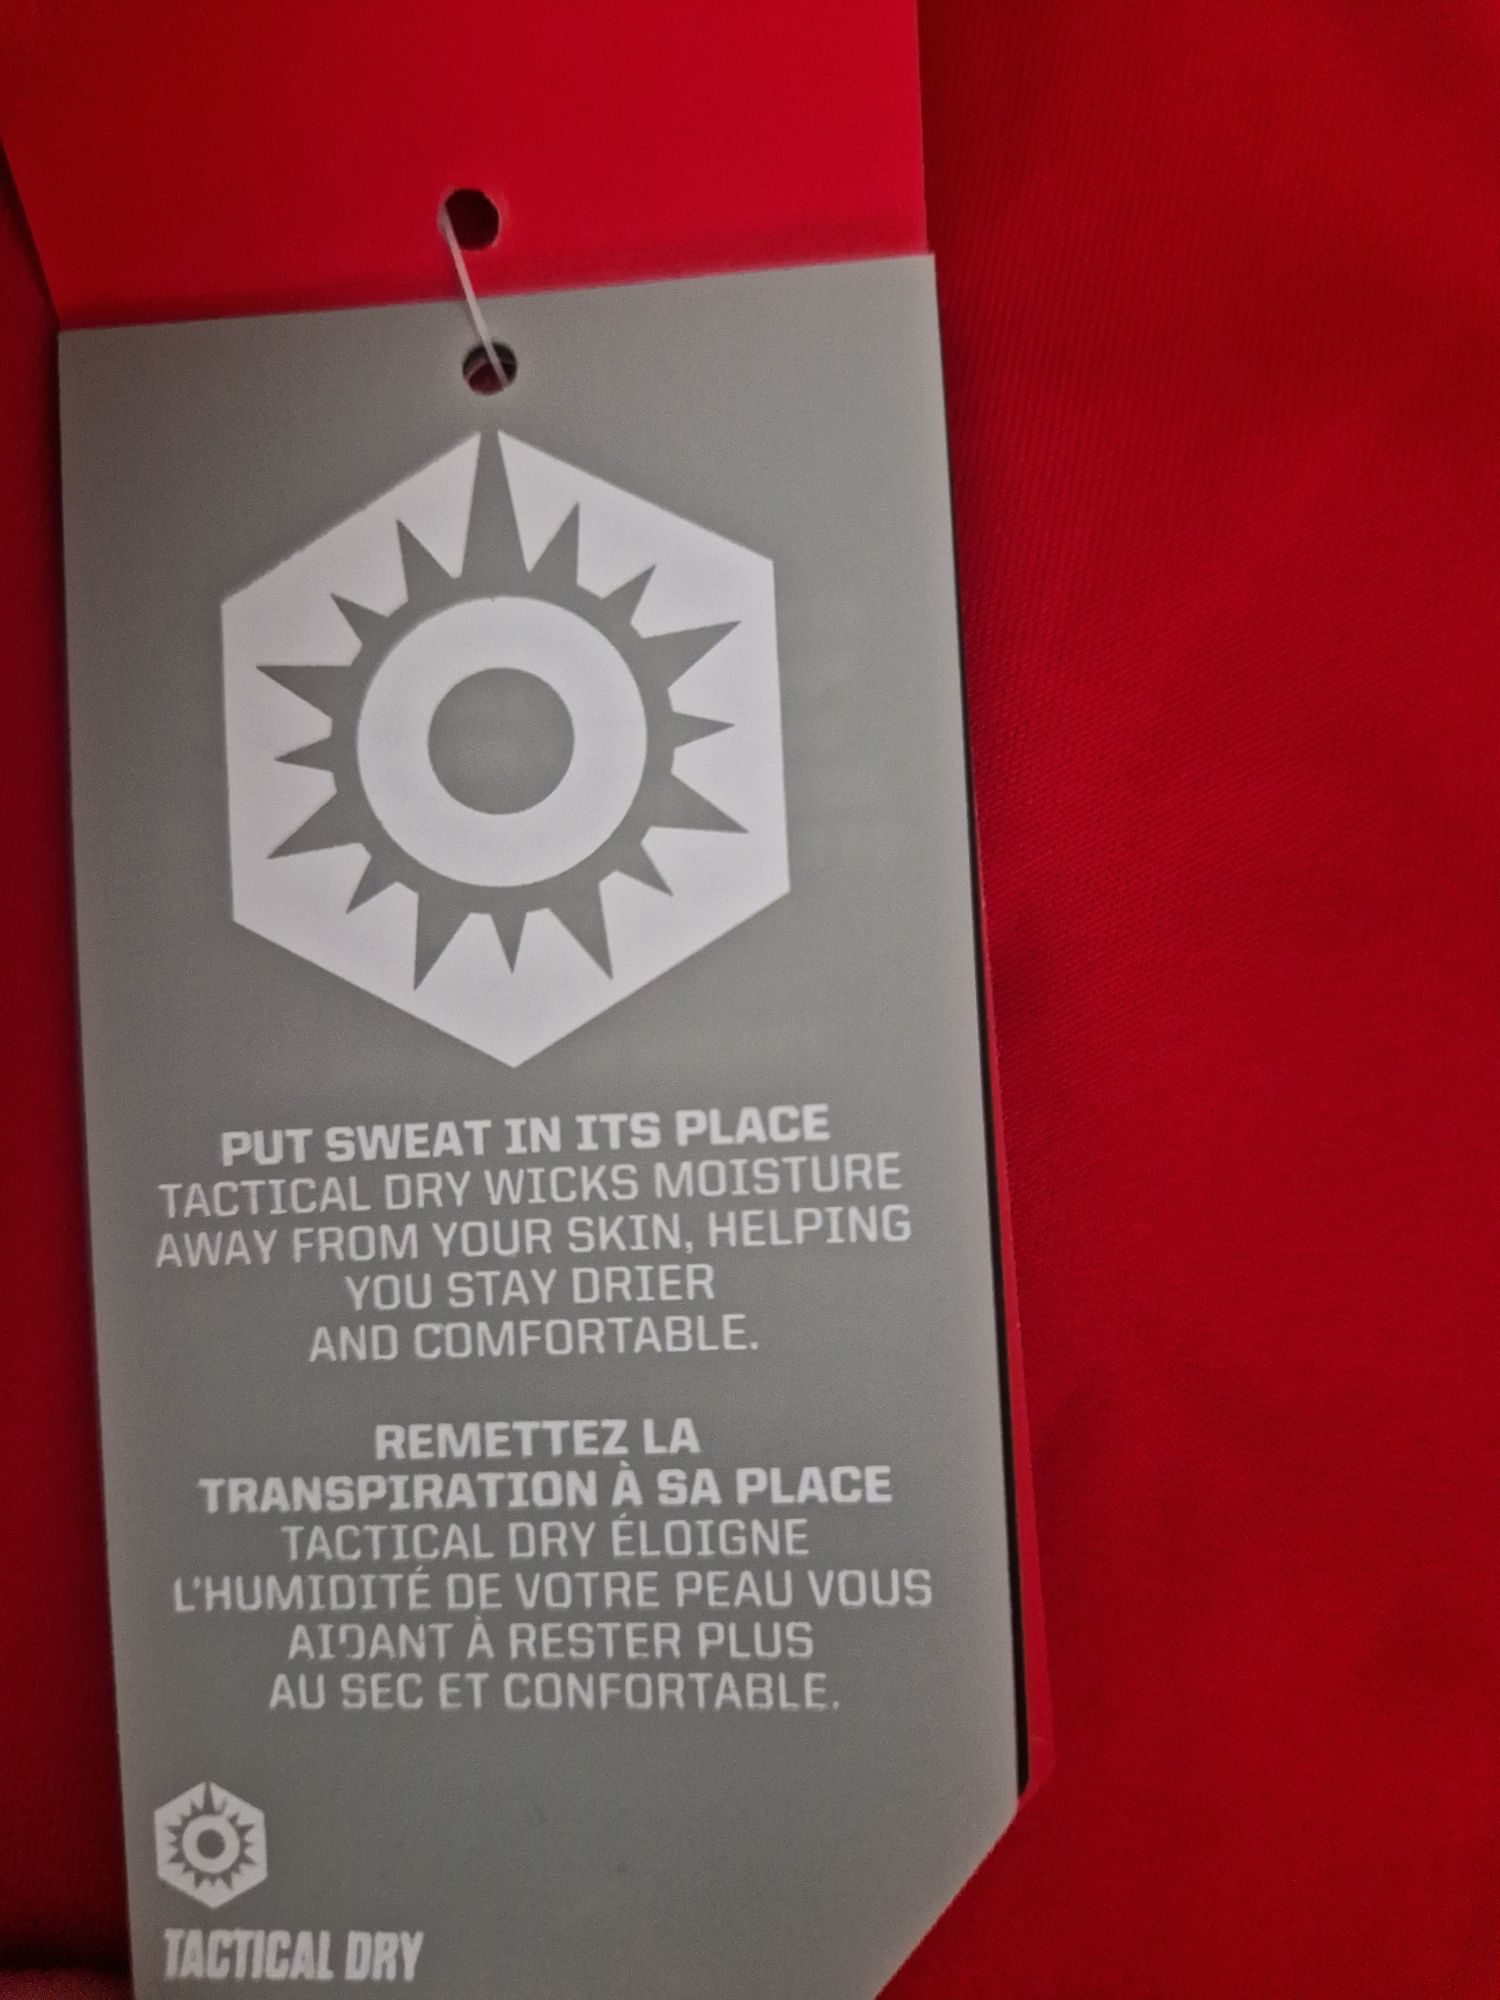 PUT SWEAT IN ITS PLACE
TACTICAL DRY WICKS MOISTURE
AWAY FROM YOUR SKIN, HELPING
YOU STAY DRIER
AND COMFORTABLE.
REMETTEZ LA
TRANSPIRATION À SA PLACE
TACTICAL DRY ÉLOIGNE
L'HUMIDITÉ DE VOTRE PEAU VOUS
AIDANT À RESTER PLUS
AU SEC ET CONFORTABLE.
TACTICAL DRY